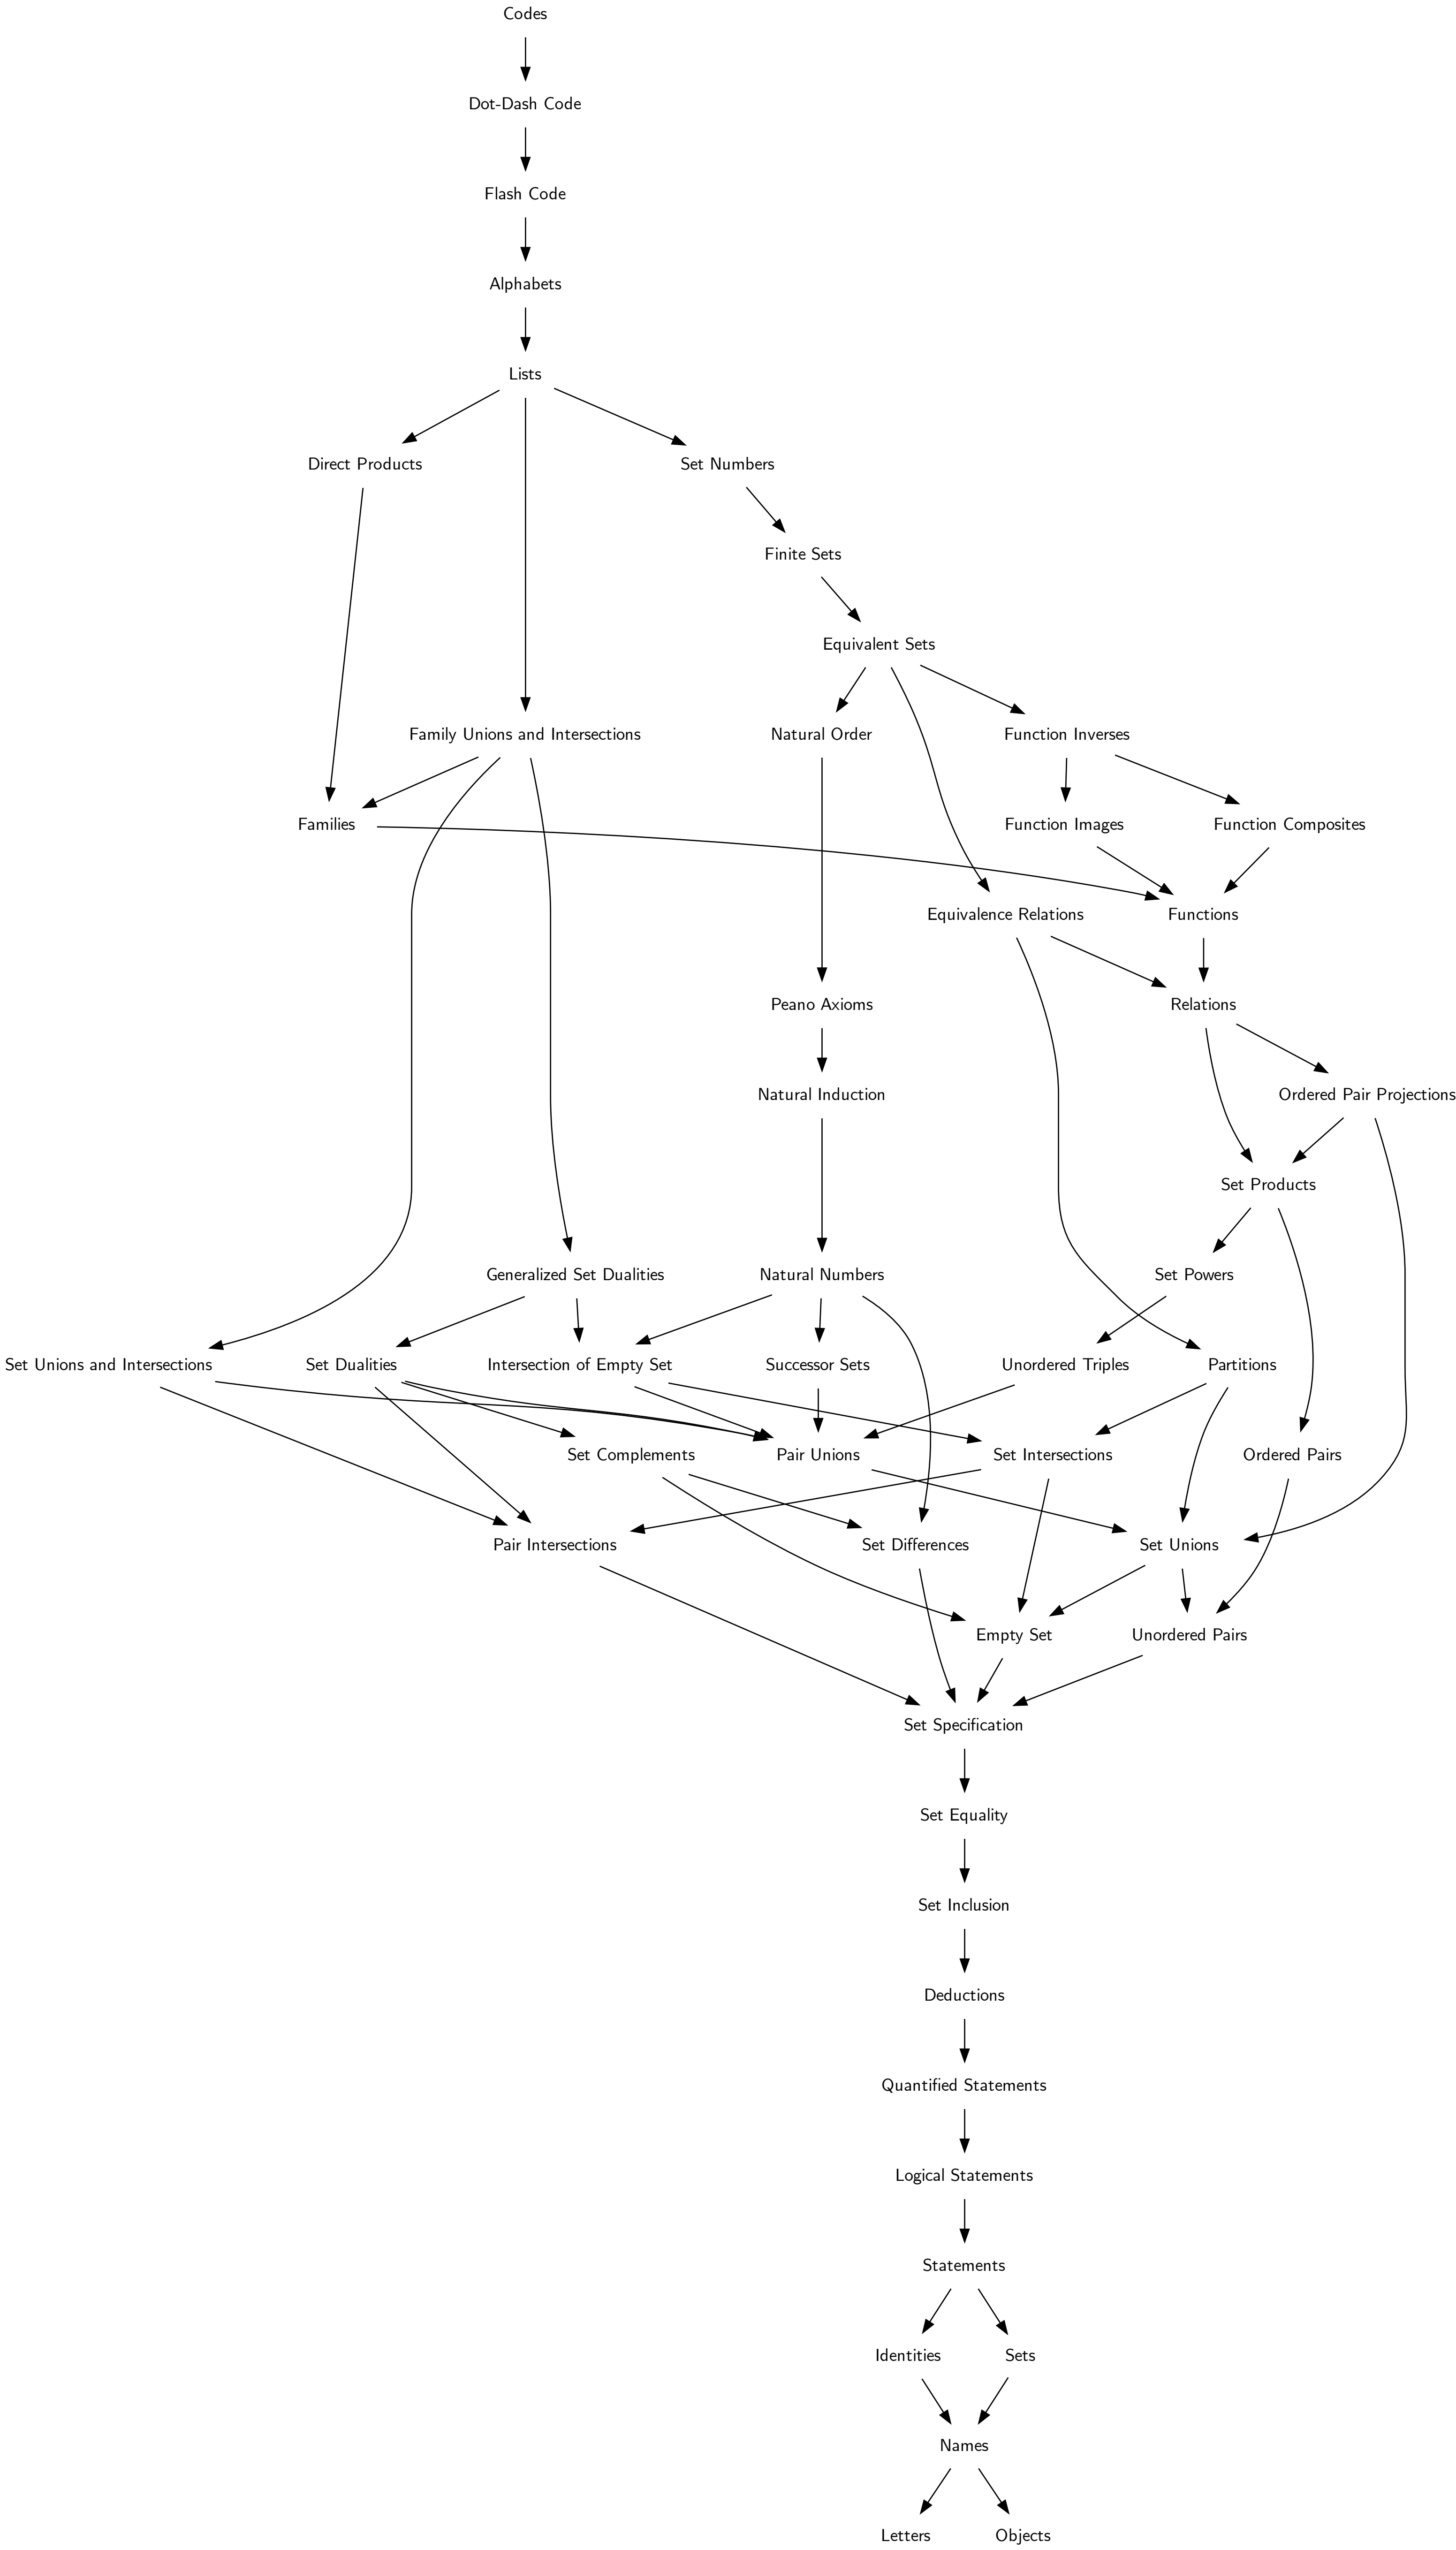 Codes
Dot-Dash Code
Flash Code
Alphabets
Lists
Direct Products
Set Numbers
Finite Sets
Equivalent Sets
Family Unions and Intersections
Natural Order
Function Inverses
Families
Function Images
Function Composites
Equivalence Relations
Functions
Peano Axioms
Relations
Natural Induction
Ordered Pair Projections
Set Products
Generalized Set Dualities
Natural Numbers
Set Powers
Set Unions and Intersections
Set Dualities
Intersection of Empty Set
Successor Sets
Unordered Triples
Partitions
Set Complements
Pair Unions
Set Intersections
Ordered Pairs
Pair Intersections
Set Differences
Set Unions
Empty Set
Unordered Pairs
Set Specification
Set Equality
Set Inclusion
Deductions
Quantified Statements
Logical Statements
Statements
Identities
Sets
Names
Letters
Objects